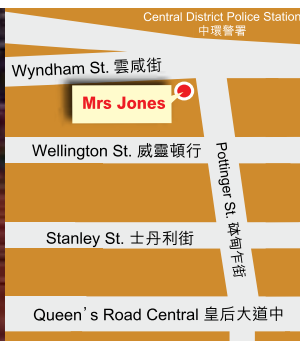 Central District Police Station
中環警署
Wyndham St. 雲咸街
Mrs Jones
Wellington St. 威靈頓行
Pottinger St. 砵甸乍街
Stanley St. 士丹利街
Queen's Road Central 皇后大道中